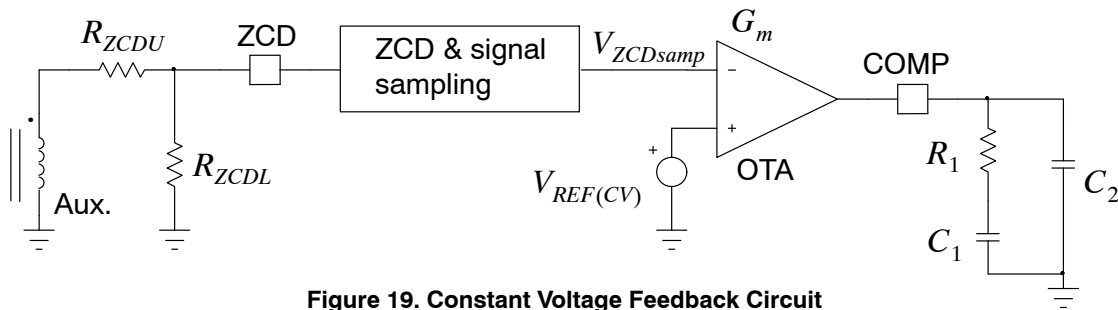 R_ZCDU
ZCD
ZCD & signal
sampling
V_ZCDsamp
G_m
−
+
OTA
COMP
R_ZCDL
Aux.
+
V_REF(CV)
R_1
C_1
C_2
Figure 19. Constant Voltage Feedback Circuit